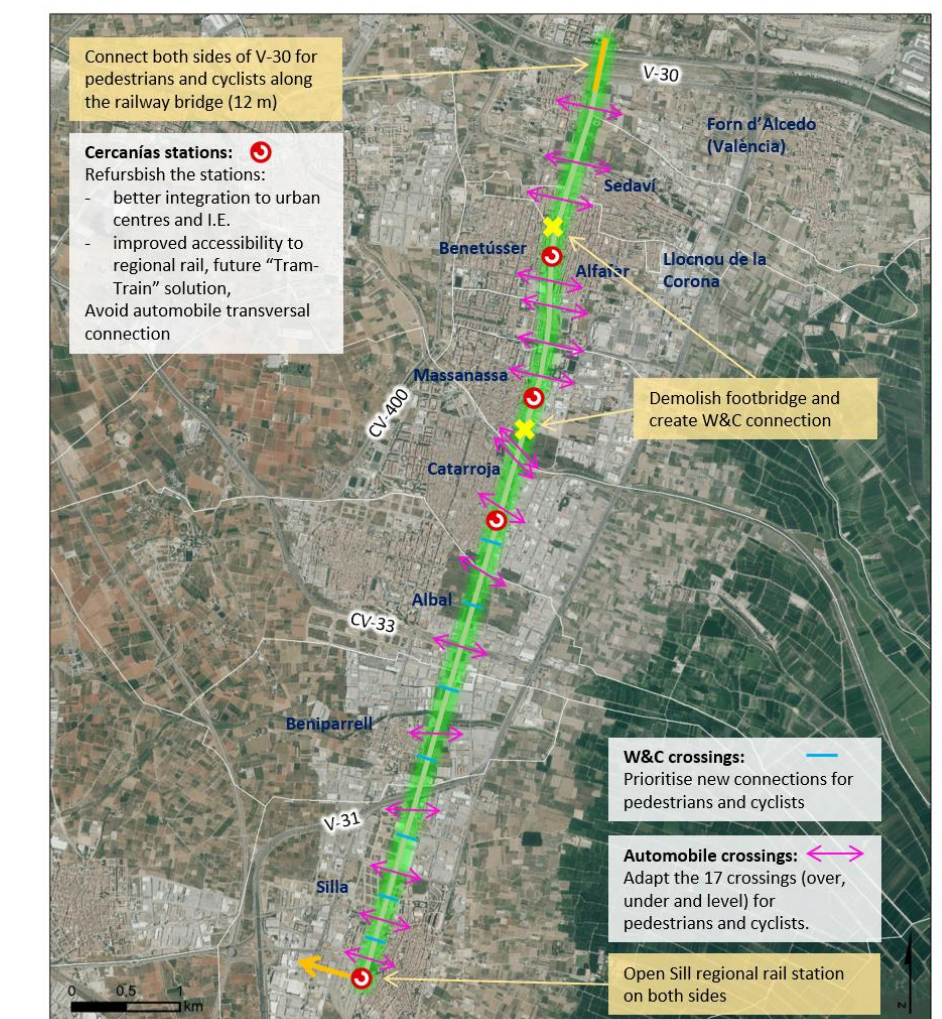 Connect both sides of V-30 for
pedestrians and cyclists along
the railway bridge (12 m)
V-30
Forn d'Alcedo
(València)
Cercanías stations:
Refursbish the stations:
- better integration to urban
centres and I.E.
- improved accessibility to
regional rail, future “Tram-
Train” solution,
Avoid automobile transversal
connection
Sedaví
Benetússer
Alfafar
Llocnou de la
Corona
Massanassa
CV-400
Demolish footbridge and
create W&C connection
Catarroja
Albal
CV-33
Beniparrell
W&C crossings:
Prioritise new connections for
pedestrians and cyclists
V-31
Automobile crossings:
Adapt the 17 crossings (over,
under and level) for
pedestrians and cyclists.
Silla
Open Sill regional rail station
on both sides
0 0,5 1
km
z